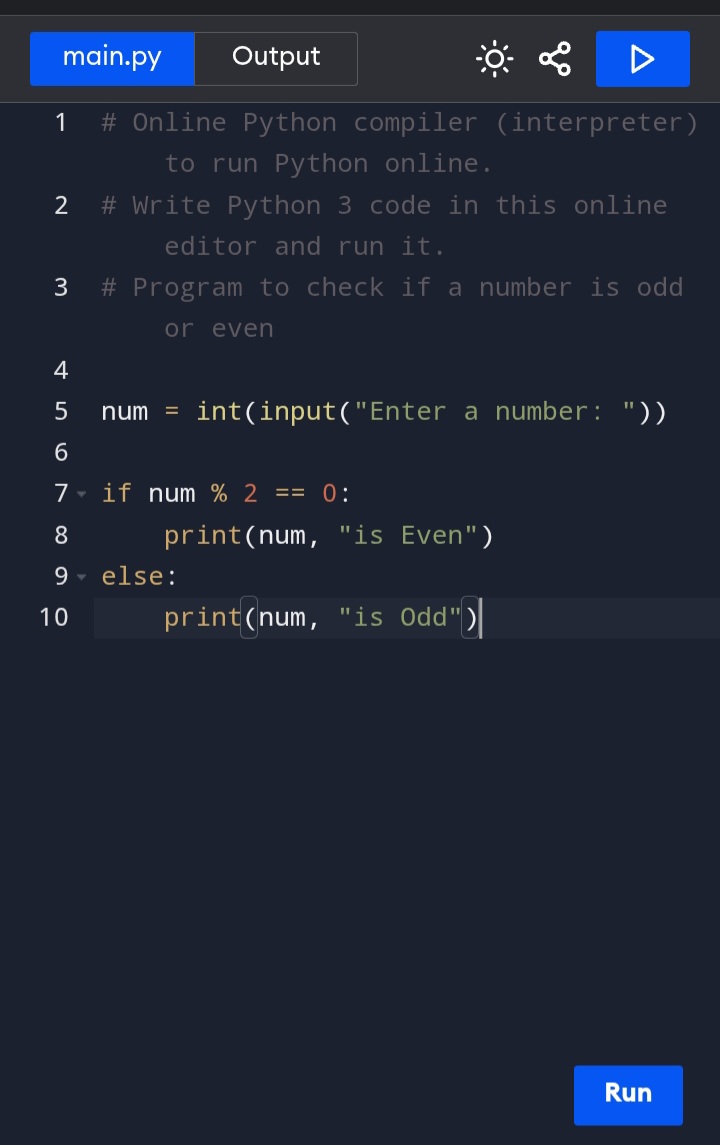 main.py Output
1 # Online Python compiler (interpreter)
to run Python online.
2 # Write Python 3 code in this online
editor and run it.
3 # Program to check if a number is odd
or even
4
5 num = int(input("Enter a number: "))
6
7 if num % 2 == 0:
8     print(num, "is Even")
9 else:
10     print(num, "is Odd")
Run